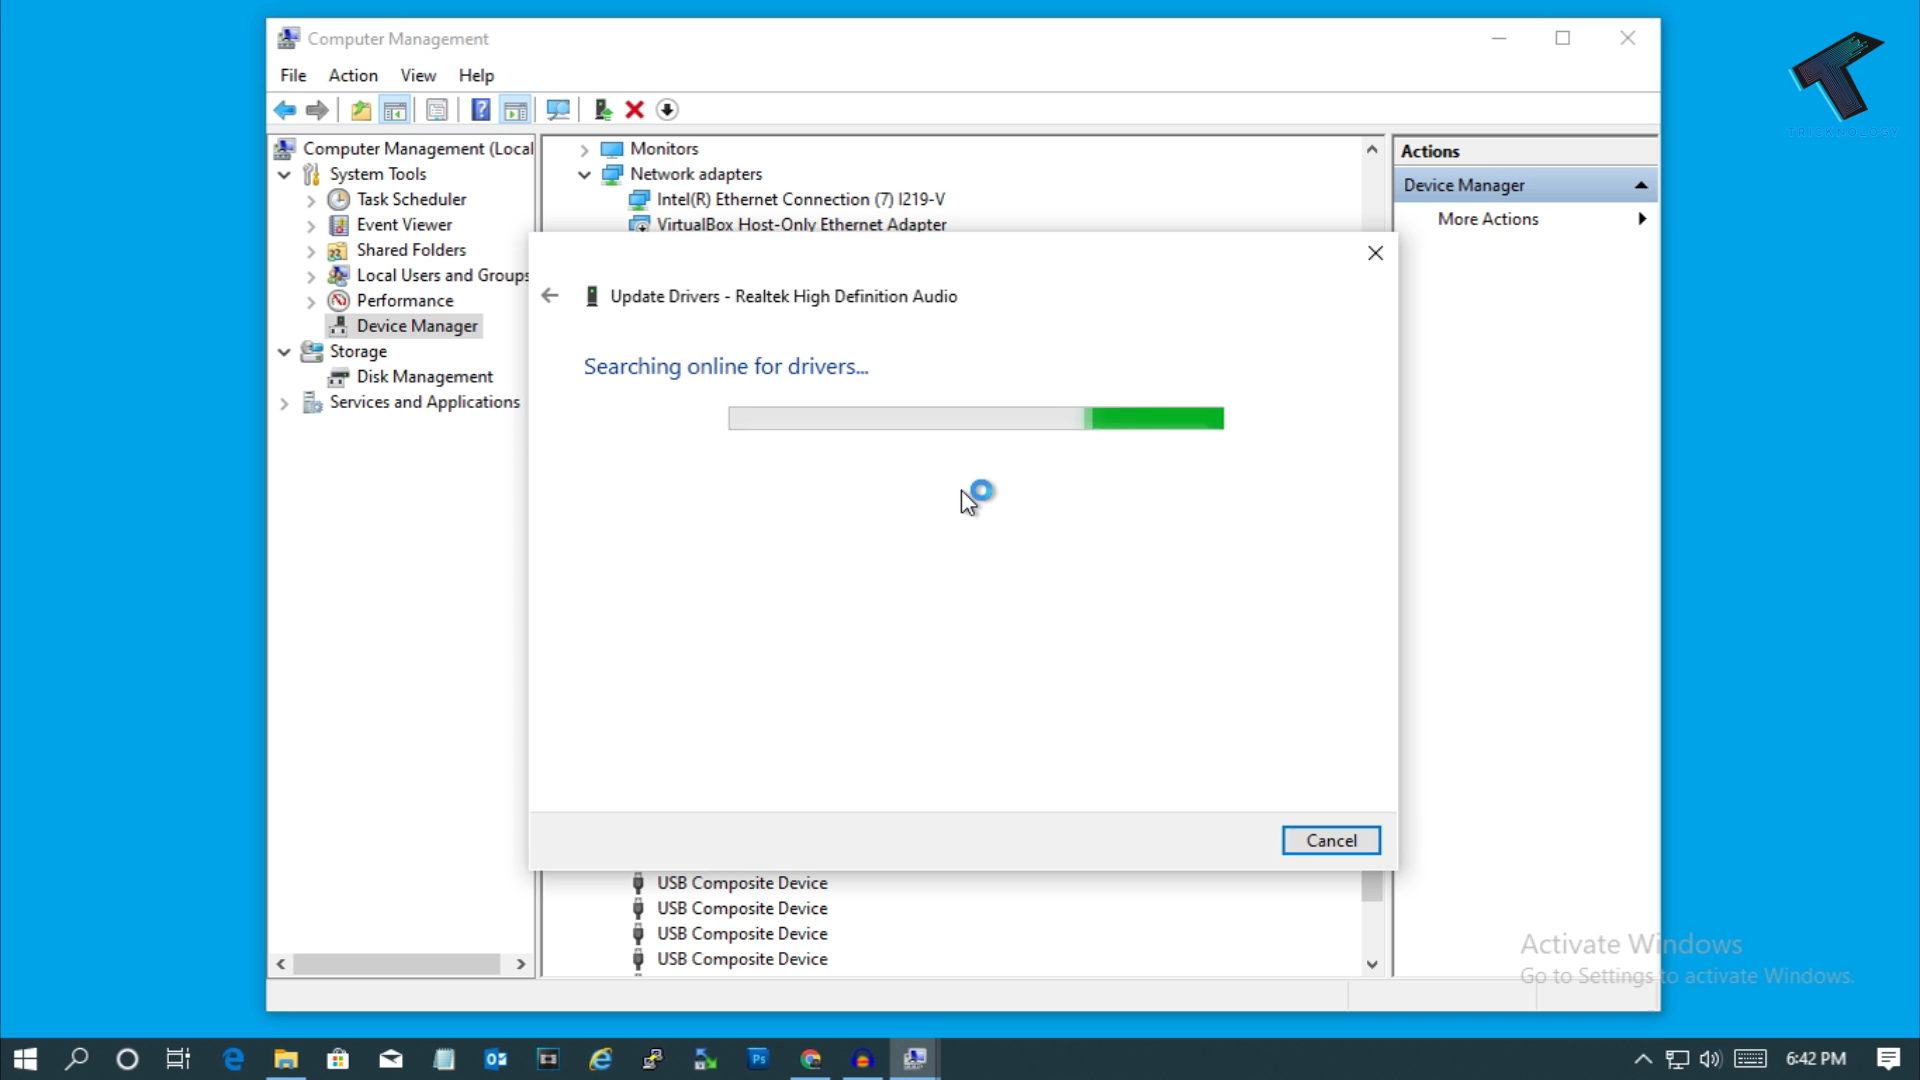 Computer Management
File Action View Help
Computer Management (Local
System Tools
Task Scheduler
Event Viewer
Shared Folders
Local Users and Groups
Performance
Device Manager
Storage
Disk Management
Services and Applications
Monitors
Network adapters
Intel(R) Ethernet Connection (7) I219-V
VirtualBox Host-Only Ethernet Adapter
Actions
Device Manager
More Actions
Update Drivers - Realtek High Definition Audio
Searching online for drivers...
Cancel
USB Composite Device
USB Composite Device
USB Composite Device
USB Composite Device
TRICKNOLOGY
Activate Windows
Go to Settings to activate Windows.
Ps
6:42 PM